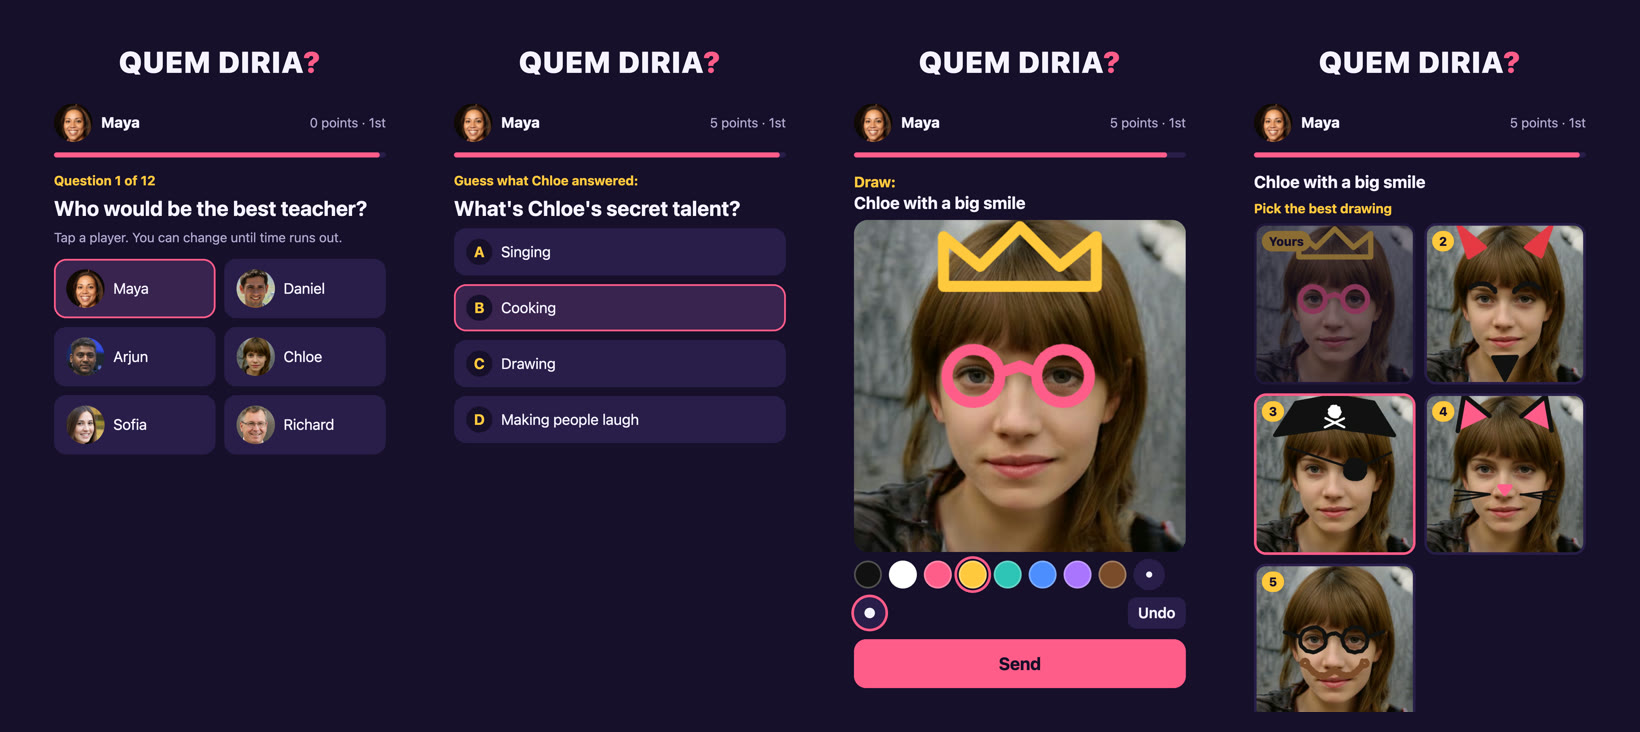 QUEM DIRIA?
Maya
0 points · 1st
Question 1 of 12
Who would be the best teacher?
Tap a player. You can change until time runs out.
Maya
Daniel
Arjun
Chloe
Sofia
Richard
QUEM DIRIA?
Maya
5 points · 1st
Guess what Chloe answered:
What's Chloe's secret talent?
A Singing
B Cooking
C Drawing
D Making people laugh
QUEM DIRIA?
Maya
5 points · 1st
Draw:
Chloe with a big smile
Undo
Send
QUEM DIRIA?
Maya
5 points · 1st
Chloe with a big smile
Pick the best drawing
Yours
2
3
4
5